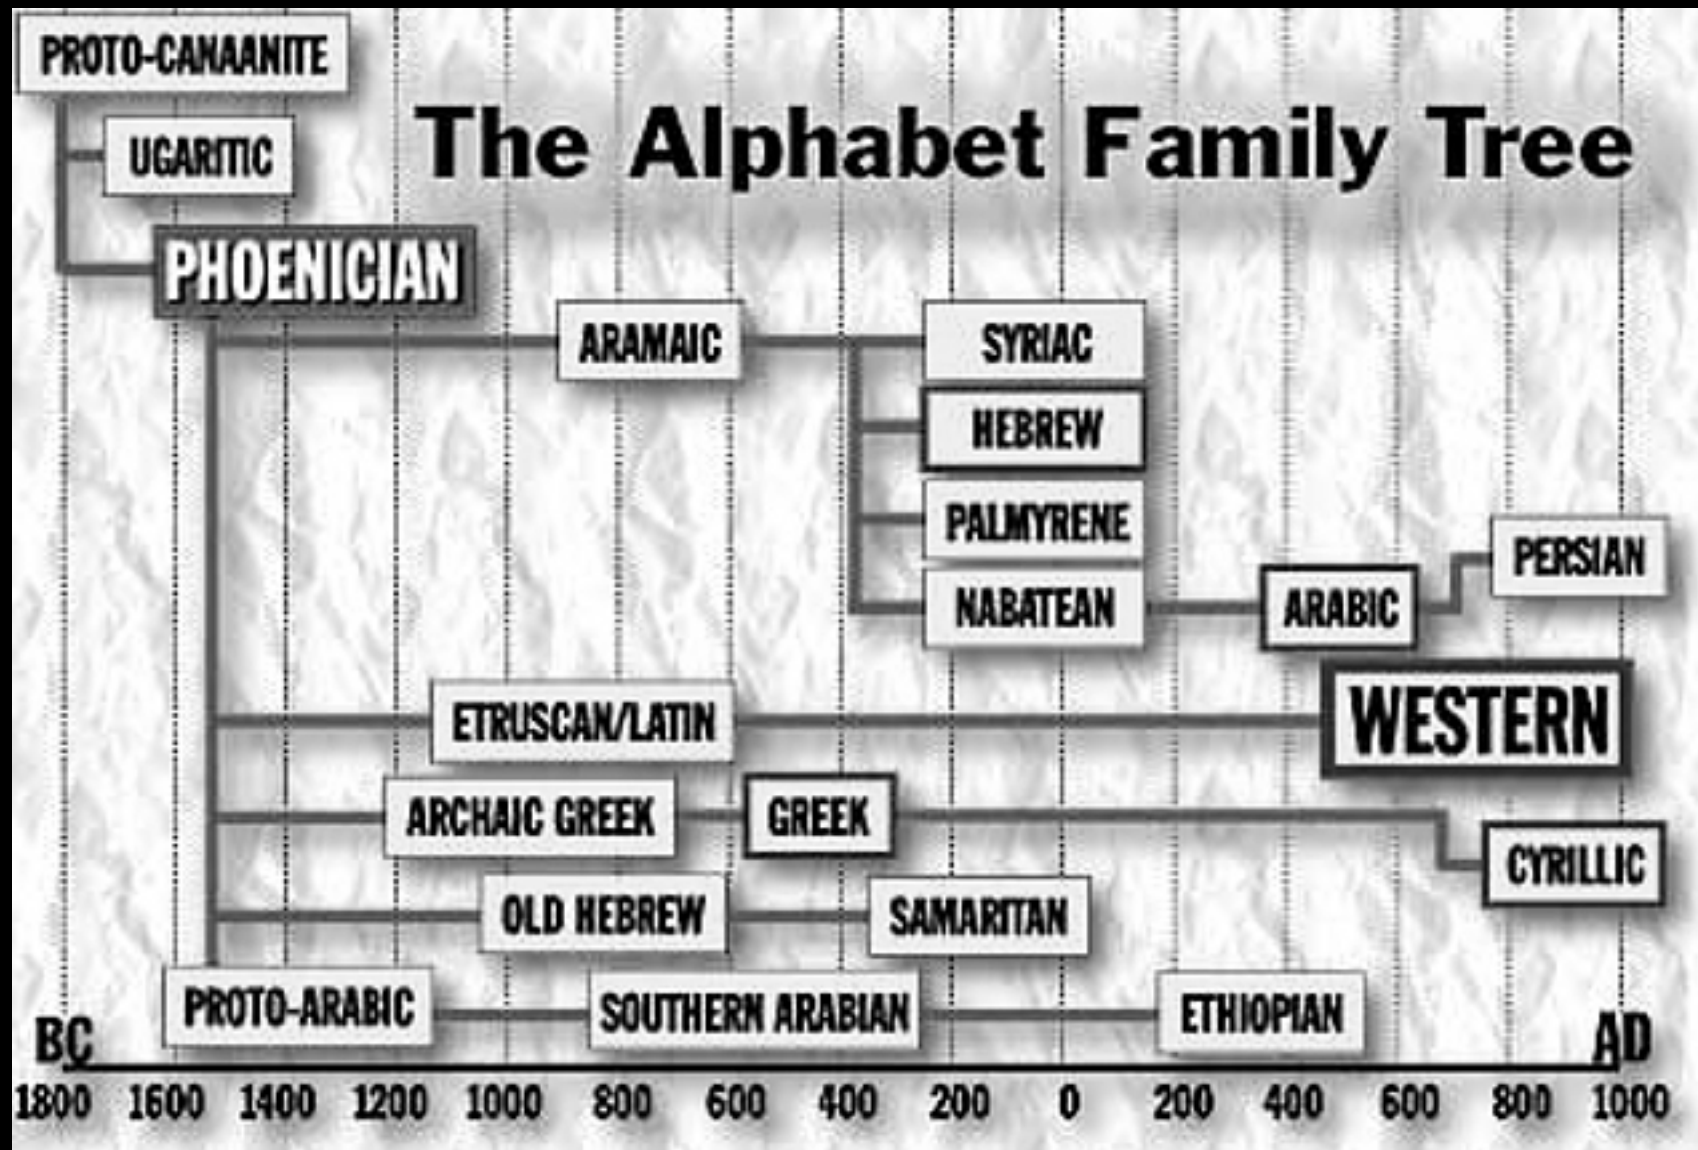 PROTO-CANAANITE
The Alphabet Family Tree
UGARITIC
PHOENICIAN
ARAMAIC
SYRIAC
HEBREW
PALMYRENE
NABATEAN
ARABIC
PERSIAN
ETRUSCAN/LATIN
WESTERN
ARCHAIC GREEK
GREEK
CYRILLIC
OLD HEBREW
SAMARITAN
PROTO-ARABIC
SOUTHERN ARABIAN
ETHIOPIAN
BC
AD
1800 1600 1400 1200 1000 800 600 400 200 0 200 400 600 800 1000